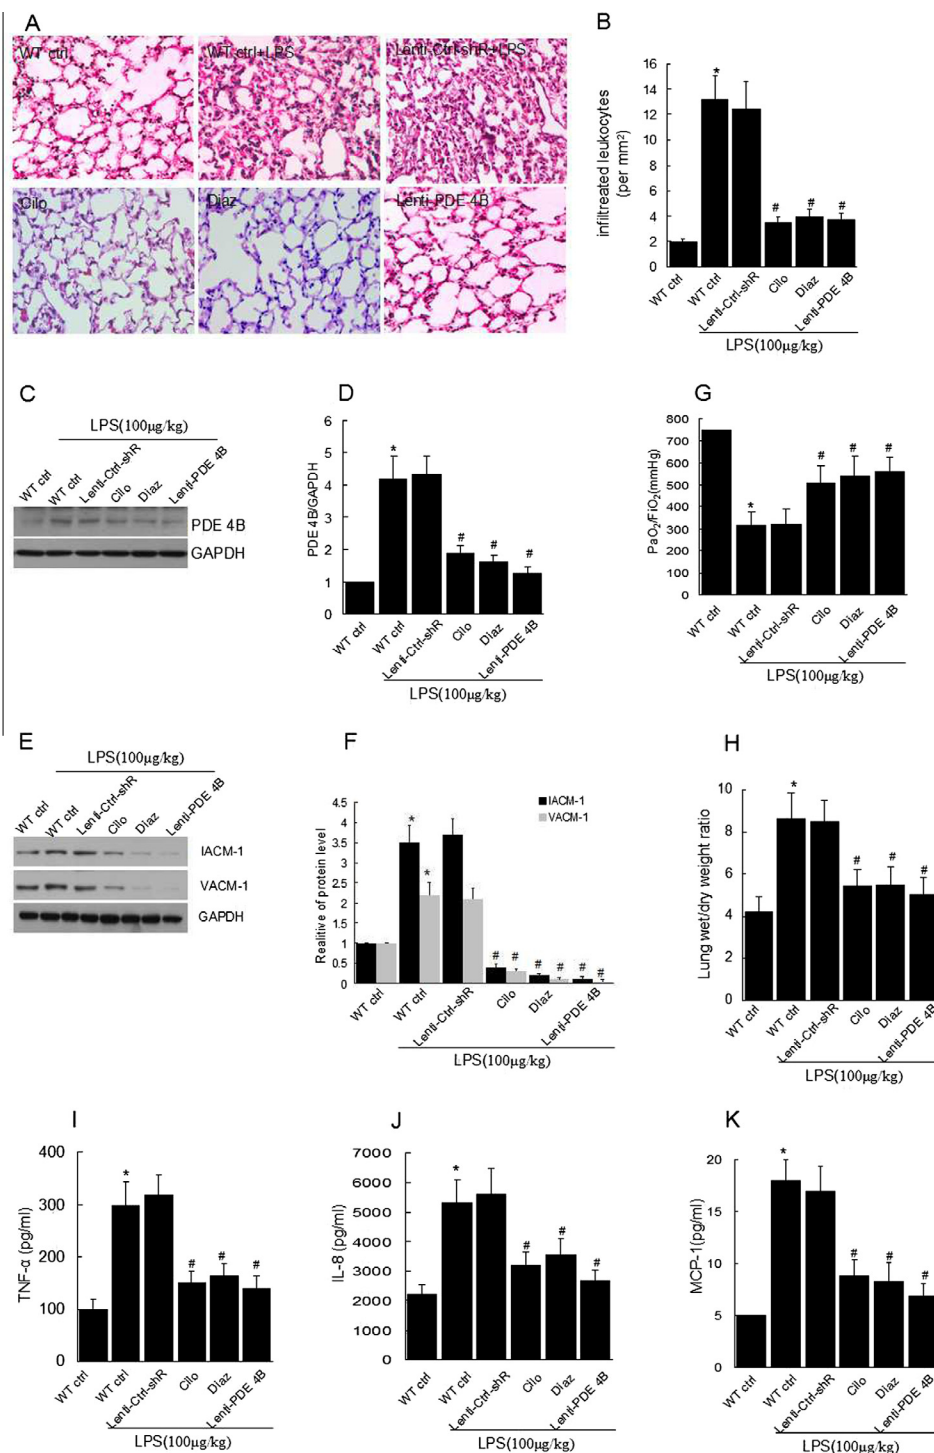 A
WT ctrl
WT ctrl+LPS
Lenti-Ctrl-shR+LPS
Cilo
Diaz
Lenti-PDE 4B
B
infiltreated leukocytes
(per mm²)
16
14
12
10
8
6
4
2
0
*
#
#
#
WT ctrl
WT ctrl
Lenti-Ctrl-shR
Cilo
Diaz
Lenti-PDE 4B
LPS(100µg/kg)
C
LPS(100µg/kg)
WT ctrl
WT ctrl
Lenti-Ctrl-shR
Cilo
Diaz
Lenti-PDE 4B
PDE 4B
GAPDH
D
PDE 4B/GAPDH
6
5
4
3
2
1
0
*
#
#
#
WT ctrl
WT ctrl
Lenti-Ctrl-shR
Cilo
Diaz
Lenti-PDE 4B
LPS(100µg/kg)
G
PaO₂/FiO₂(mmHg)
800
700
600
500
400
300
200
100
0
*
#
#
#
WT ctrl
WT ctrl
Lenti-Ctrl-shR
Cilo
Diaz
Lenti-PDE 4B
LPS(100µg/kg)
E
LPS(100µg/kg)
WT ctrl
WT ctrl
Lenti-Ctrl-shR
Cilo
Diaz
Lenti-PDE 4B
IACM-1
VACM-1
GAPDH
F
Realitive of protein level
4.5
4
3.5
3
2.5
2
1.5
1
0.5
0
IACM-1
VACM-1
*
*
#
#
#
#
#
#
WT ctrl
WT ctrl
Lenti-Ctrl-shR
Cilo
Diaz
Lenti-PDE 4B
LPS(100µg/kg)
H
Lung wet/dry weight ratio
10
8
6
4
2
0
*
#
#
#
WT ctrl
WT ctrl
Lenti-Ctrl-shR
Cilo
Diaz
Lenti-PDE 4B
LPS(100µg/kg)
I
TNF-α (pg/ml)
400
300
200
100
0
*
#
#
#
WT ctrl
WT ctrl
Lenti-Ctrl-shR
Cilo
Diaz
Lenti-PDE 4B
LPS(100µg/kg)
J
IL-8 (pg/ml)
7000
6000
5000
4000
3000
2000
1000
0
*
#
#
#
WT ctrl
WT ctrl
Lenti-Ctrl-shR
Cilo
Diaz
Lenti-PDE 4B
LPS(100µg/kg)
K
MCP-1(pg/ml)
20
15
10
5
0
*
#
#
#
WT ctrl
WT ctrl
Lenti-Ctrl-shR
Cilo
Diaz
Lenti-PDE 4B
LPS(100µg/kg)